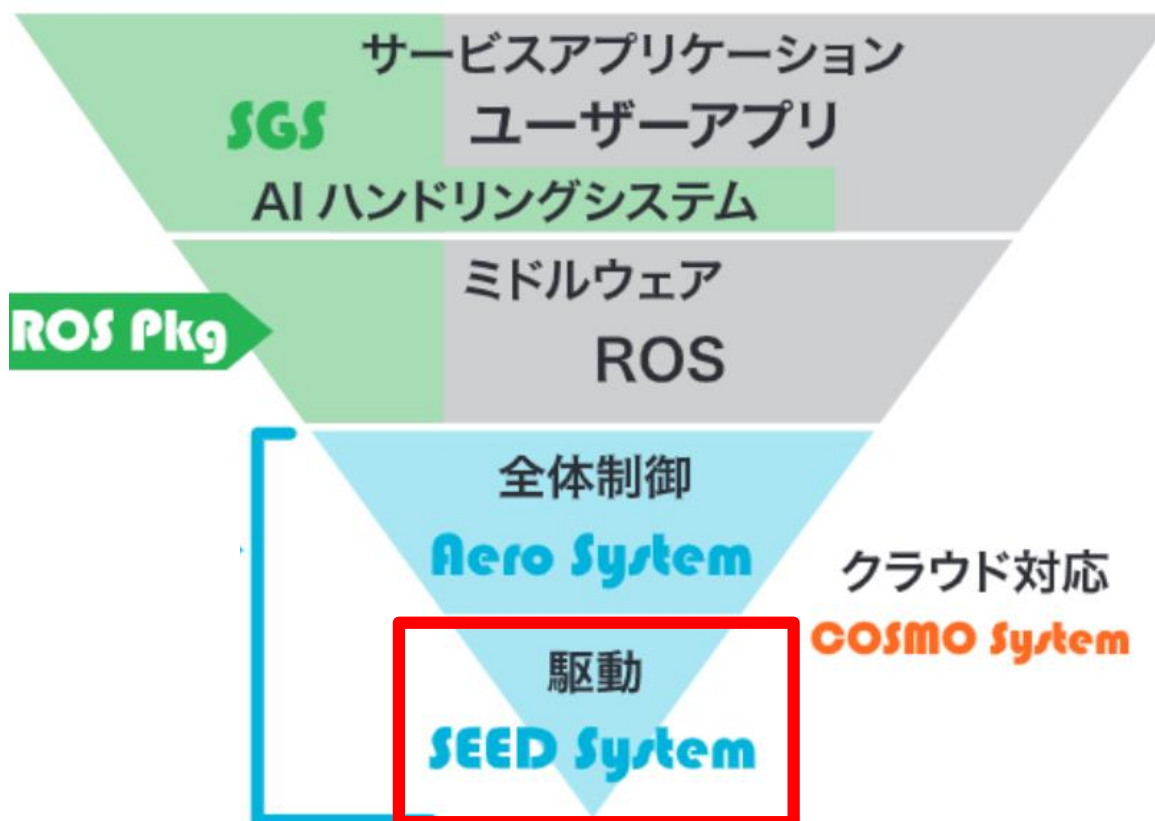 サービスアプリケーション
SGS ユーザーアプリ
AI ハンドリングシステム
ミドルウェア
ROS Pkg
ROS
全体制御
Aero System
クラウド対応
COSMO System
駆動
SEED System